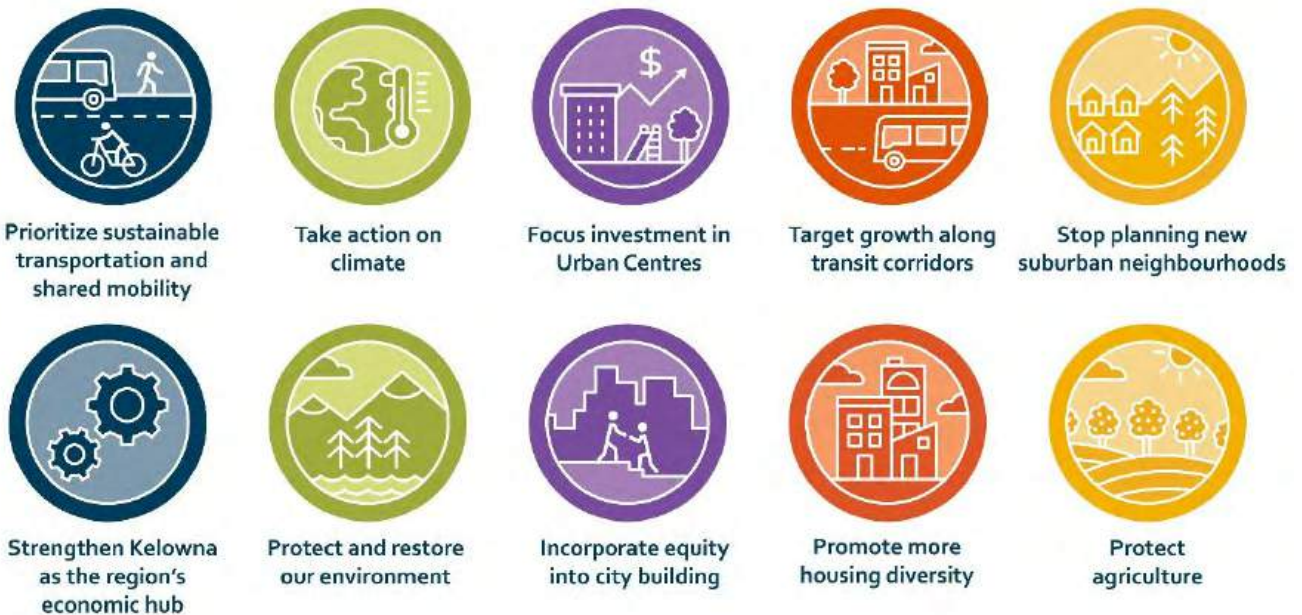 $
Prioritize sustainable
transportation and
shared mobility
Take action on
climate
Focus investment in
Urban Centres
Target growth along
transit corridors
Stop planning new
suburban neighbourhoods
Strengthen Kelowna
as the region's
economic hub
Protect and restore
our environment
Incorporate equity
into city building
Promote more
housing diversity
Protect
agriculture